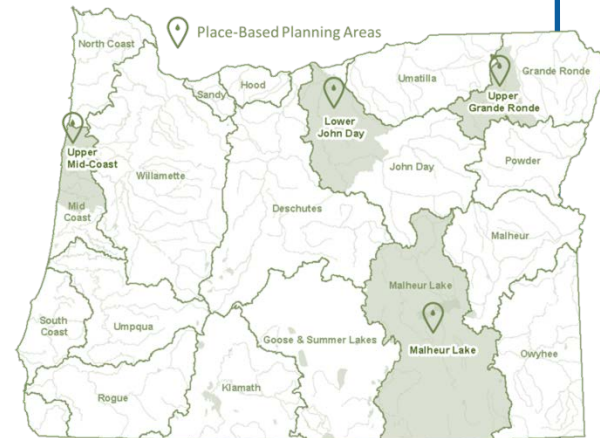 Place-Based Planning Areas
North Coast
Sandy
Hood
Umatilla
Grande Ronde
Upper
Grande Ronde
Lower
John Day
Upper
Mid-Coast
Willamette
John Day
Powder
Mid
Coast
Deschutes
Malheur
Malheur Lake
South
Coast
Umpqua
Goose & Summer Lakes
Malheur Lake
Owyhee
Rogue
Klamath